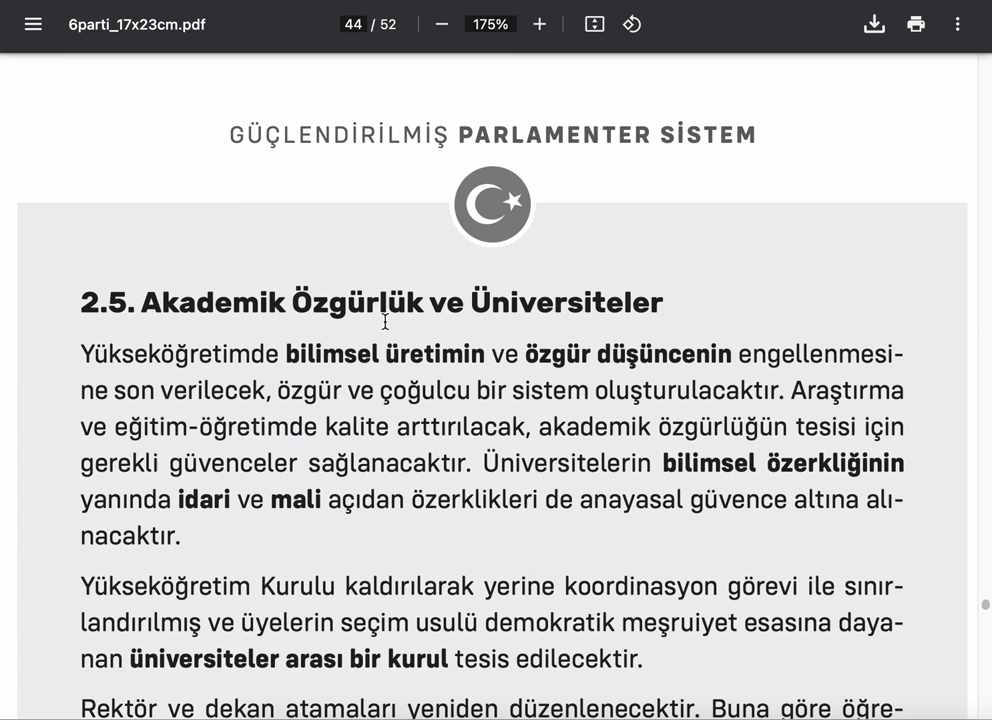 6parti_17x23cm.pdf 44 / 52 175%
GÜÇLENDİRİLMİŞ PARLAMENTER SİSTEM
2.5. Akademik Özgürlük ve Üniversiteler
Yükseköğretimde bilimsel üretimin ve özgür düşüncenin engellenmesi-
ne son verilecek, özgür ve çoğulcu bir sistem oluşturulacaktır. Araştırma
ve eğitim-öğretimde kalite arttırılacak, akademik özgürlüğün tesisi için
gerekli güvenceler sağlanacaktır. Üniversitelerin bilimsel özerkliğinin
yanında idari ve mali açıdan özerklikleri de anayasal güvence altına alı-
nacaktır.
Yükseköğretim Kurulu kaldırılarak yerine koordinasyon görevi ile sınır-
landırılmış ve üyelerin seçim usulü demokratik meşruiyet esasına daya-
nan üniversiteler arası bir kurul tesis edilecektir.
Rektör ve dekan atamaları yeniden düzenlenecektir. Buna göre öğre-